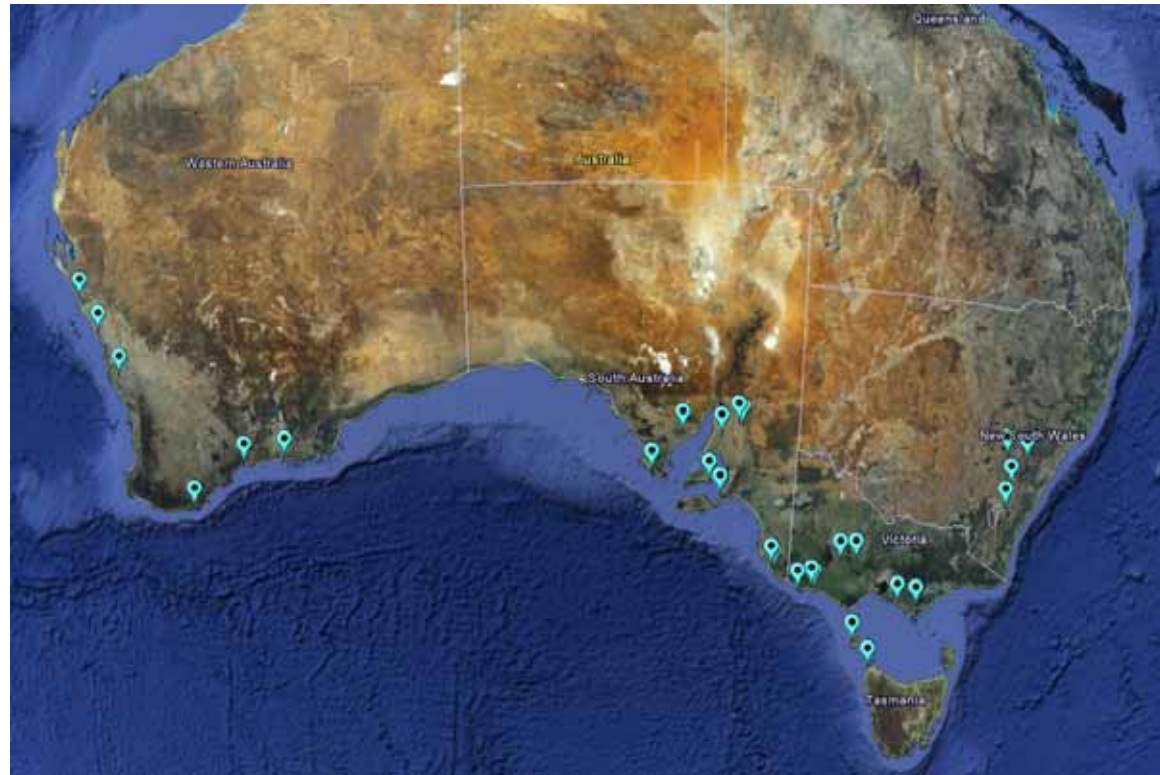 Queensland
Western Australia
Australia
South Australia
New South Wales
Victoria
Tasmania